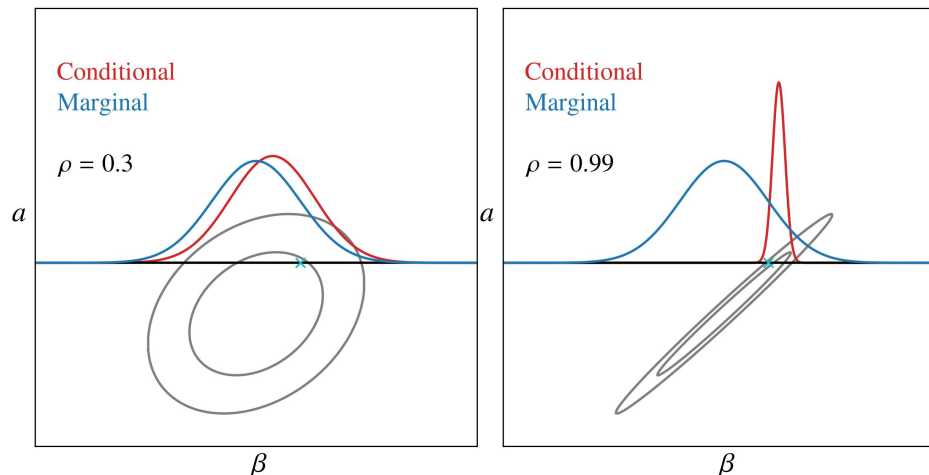 Conditional
Marginal
ρ = 0.3
a
β
Conditional
Marginal
ρ = 0.99
a
β